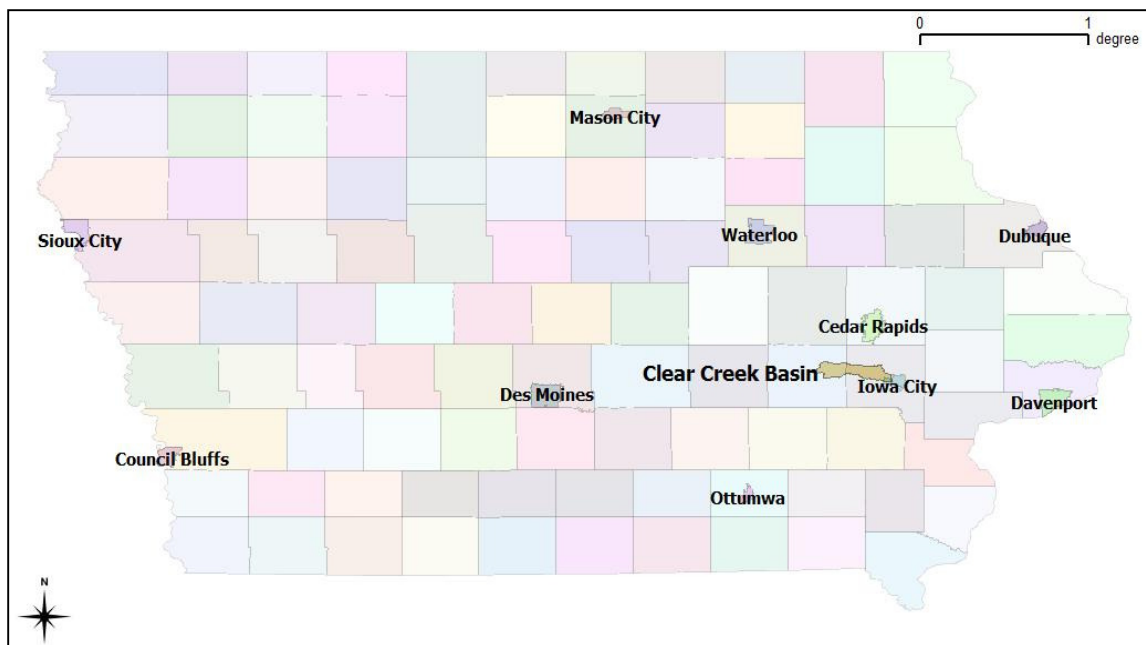 0 1
degree
Mason City
Sioux City
Waterloo
Dubuque
Cedar Rapids
Clear Creek Basin
Iowa City
Des Moines
Davenport
Council Bluffs
Ottumwa
N